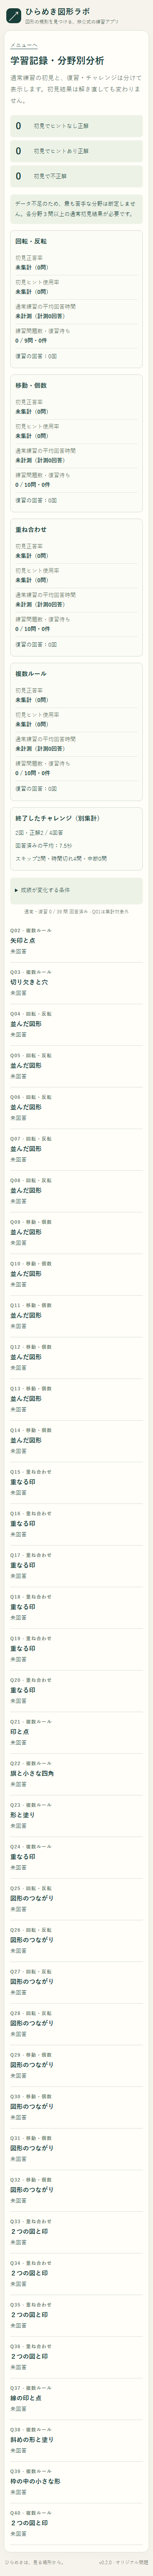 ひらめき図形ラボ
図形の規則を見つける、非公式の練習アプリ
メニューへ
学習記録・分野別分析
通常練習の初見と、復習・チャレンジは分けて
表示します。初見結果は解き直しても変わりま
せん。
0 初見でヒントなし正解
0 初見でヒントあり正解
0 初見で不正解
データ不足のため、最も苦手な分野は断定しませ
ん。各分野3問以上の通常初見結果が必要です。
回転・反転
初見正答率
未集計（0問）
初見ヒント使用率
未集計（0問）
通常練習の平均回答時間
未計測（計測0回答）
練習問題数・復習待ち
0 / 9問・0件
復習の回答：0回
移動・個数
初見正答率
未集計（0問）
初見ヒント使用率
未集計（0問）
通常練習の平均回答時間
未計測（計測0回答）
練習問題数・復習待ち
0 / 10問・0件
復習の回答：0回
重ね合わせ
初見正答率
未集計（0問）
初見ヒント使用率
未集計（0問）
通常練習の平均回答時間
未計測（計測0回答）
練習問題数・復習待ち
0 / 10問・0件
復習の回答：0回
複数ルール
初見正答率
未集計（0問）
初見ヒント使用率
未集計（0問）
通常練習の平均回答時間
未計測（計測0回答）
練習問題数・復習待ち
0 / 10問・0件
復習の回答：0回
終了したチャレンジ（別集計）
2回・正解2 / 4回答
回答済みの平均：7.5秒
スキップ2問・時間切れ4問・中断0問
▶ 成績が変化する条件
通常・復習 0 / 39 問 回答済み・Q01は集計対象外
Q02・複数ルール
矢印と点
未回答
Q03・複数ルール
切り欠きと穴
未回答
Q04・回転・反転
並んだ図形
未回答
Q05・回転・反転
並んだ図形
未回答
Q06・回転・反転
並んだ図形
未回答
Q07・回転・反転
並んだ図形
未回答
Q08・回転・反転
並んだ図形
未回答
Q09・移動・個数
並んだ図形
未回答
Q10・移動・個数
並んだ図形
未回答
Q11・移動・個数
並んだ図形
未回答
Q12・移動・個数
並んだ図形
未回答
Q13・移動・個数
並んだ図形
未回答
Q14・移動・個数
並んだ図形
未回答
Q15・重ね合わせ
重なる印
未回答
Q16・重ね合わせ
重なる印
未回答
Q17・重ね合わせ
重なる印
未回答
Q18・重ね合わせ
重なる印
未回答
Q19・重ね合わせ
重なる印
未回答
Q20・重ね合わせ
重なる印
未回答
Q21・複数ルール
印と点
未回答
Q22・複数ルール
旗と小さな四角
未回答
Q23・複数ルール
形と塗り
未回答
Q24・複数ルール
重なる印
未回答
Q25・回転・反転
図形のつながり
未回答
Q26・回転・反転
図形のつながり
未回答
Q27・回転・反転
図形のつながり
未回答
Q28・回転・反転
図形のつながり
未回答
Q29・移動・個数
図形のつながり
未回答
Q30・移動・個数
図形のつながり
未回答
Q31・移動・個数
図形のつながり
未回答
Q32・移動・個数
図形のつながり
未回答
Q33・重ね合わせ
２つの図と印
未回答
Q34・重ね合わせ
２つの図と印
未回答
Q35・重ね合わせ
２つの図と印
未回答
Q36・重ね合わせ
２つの図と印
未回答
Q37・複数ルール
線の印と点
未回答
Q38・複数ルール
斜めの形と塗り
未回答
Q39・複数ルール
枠の中の小さな形
未回答
Q40・複数ルール
２つの図と印
未回答
ひらめきは、見る場所から。
v0.2.0・オリジナル問題